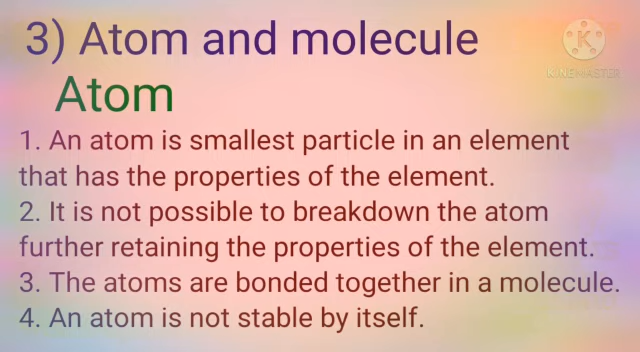 3) Atom and molecule
K
KINEMASTER
Atom
1. An atom is smallest particle in an element
that has the properties of the element.
2. It is not possible to breakdown the atom
further retaining the properties of the element.
3. The atoms are bonded together in a molecule.
4. An atom is not stable by itself.